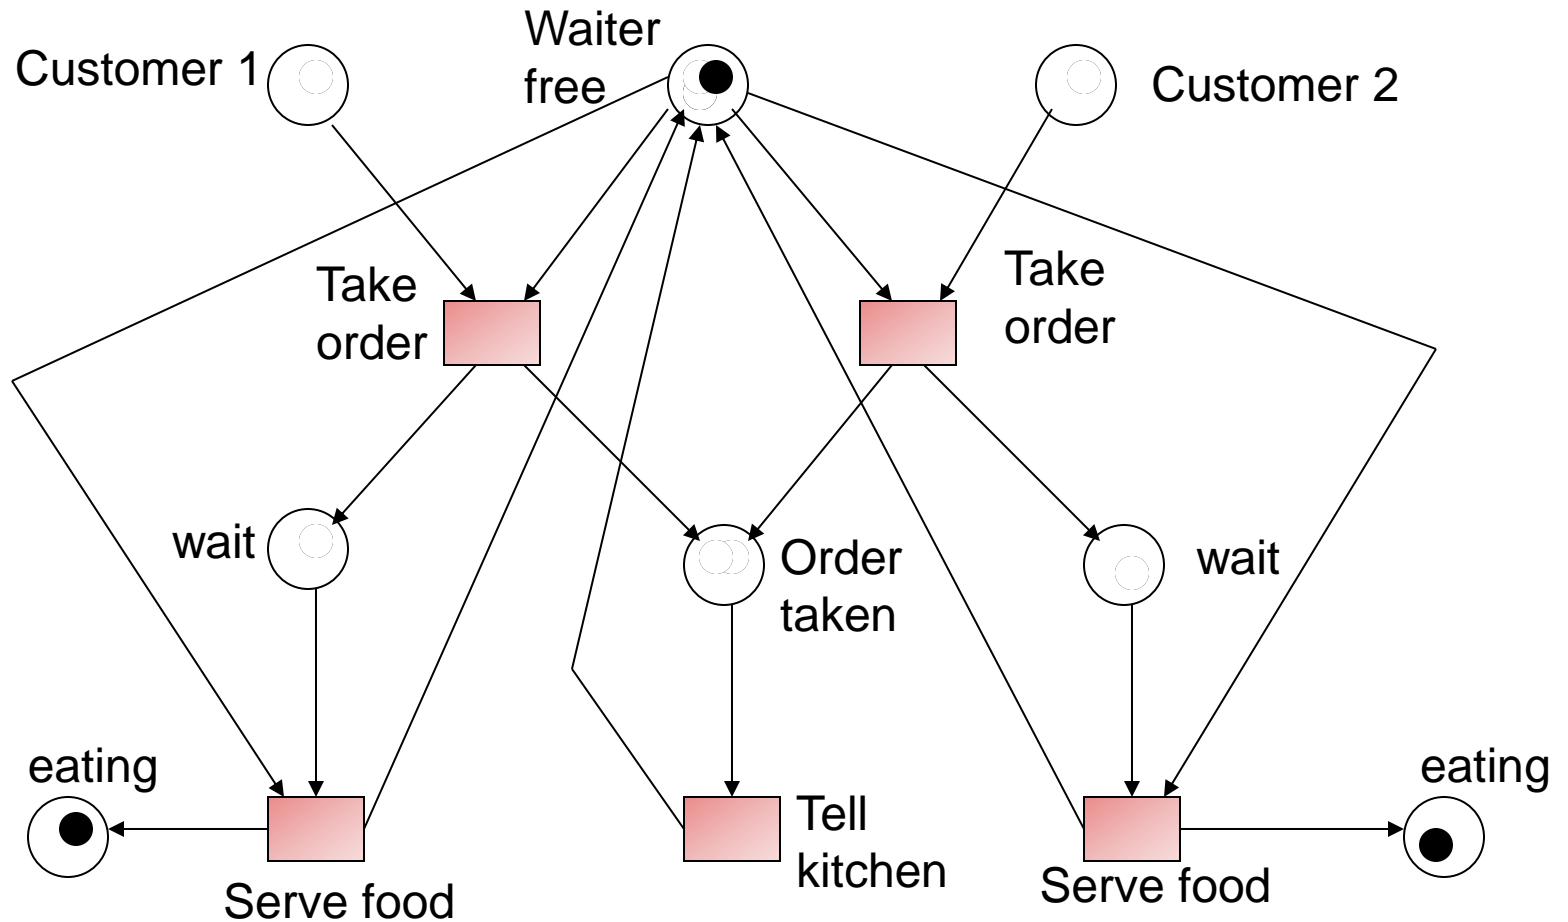 Waiter
free
Customer 1
Customer 2
Take
order
Take
order
wait
Order
taken
wait
eating
eating
Tell
kitchen
Serve food
Serve food